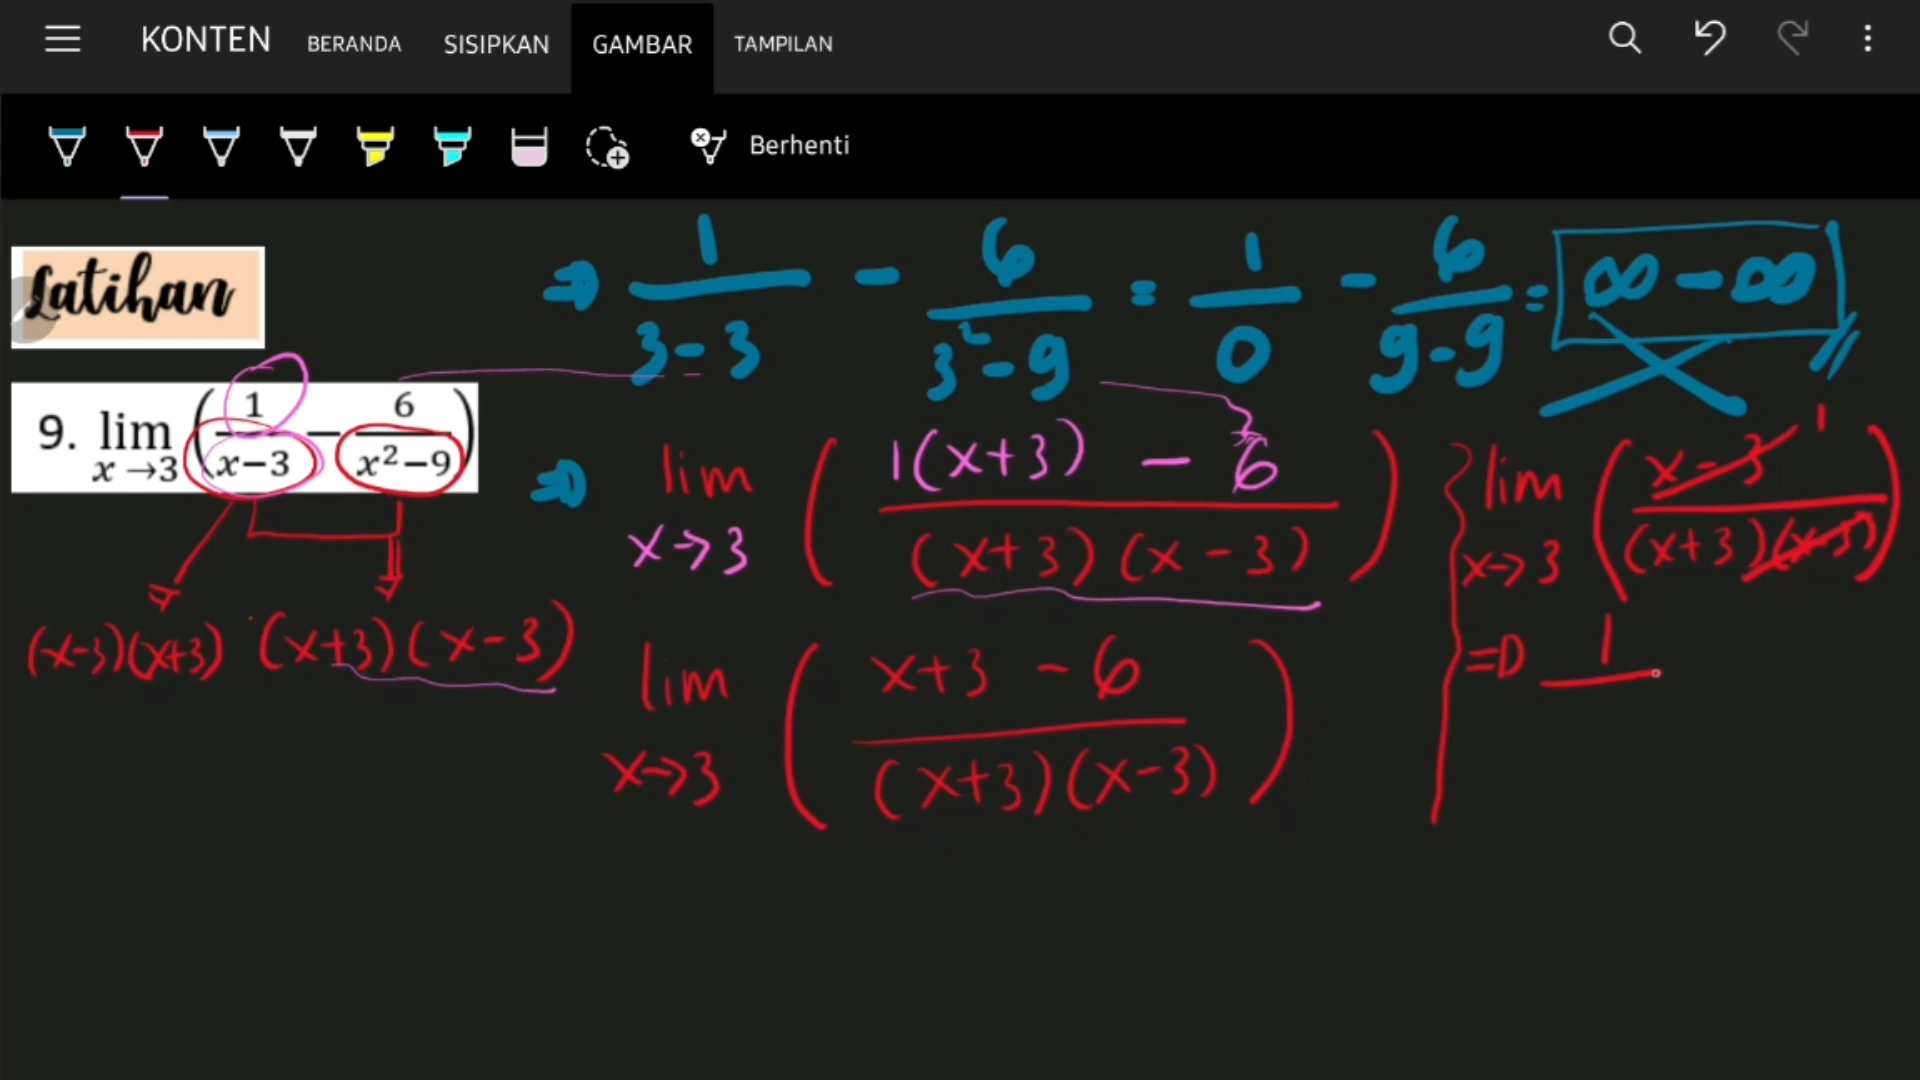 KONTEN BERANDA SISIPKAN GAMBAR TAMPILAN
Berhenti
Latihan
⇒ 1/(3-3) - 6/(3²-9) = 1/0 - 6/(9-9) = ∞ - ∞
9. lim x→3 (1/(x−3) − 6/(x²−9))
(x-3)(x+3) (x+3)(x-3)
⇒ lim x→3 ( (1(x+3) - 6) / ((x+3)(x-3)) )
lim x→3 ( (x+3 - 6) / ((x+3)(x-3)) )
lim x→3 ( (x-3) / ((x+3)(x-3)) ) 1
⇒ 1